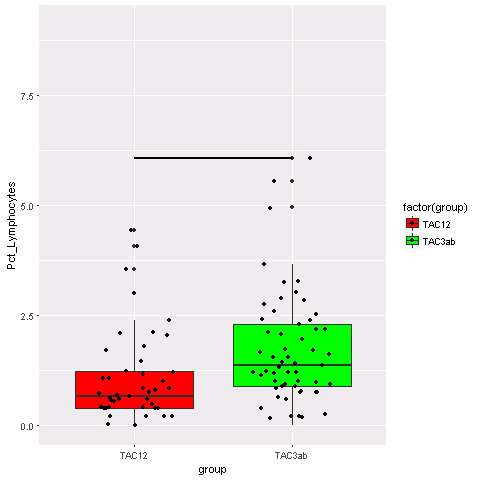 7.5
5.0
2.5
0.0
Pct_Lymphocytes
TAC12
TAC3ab
group
factor(group)
TAC12
TAC3ab